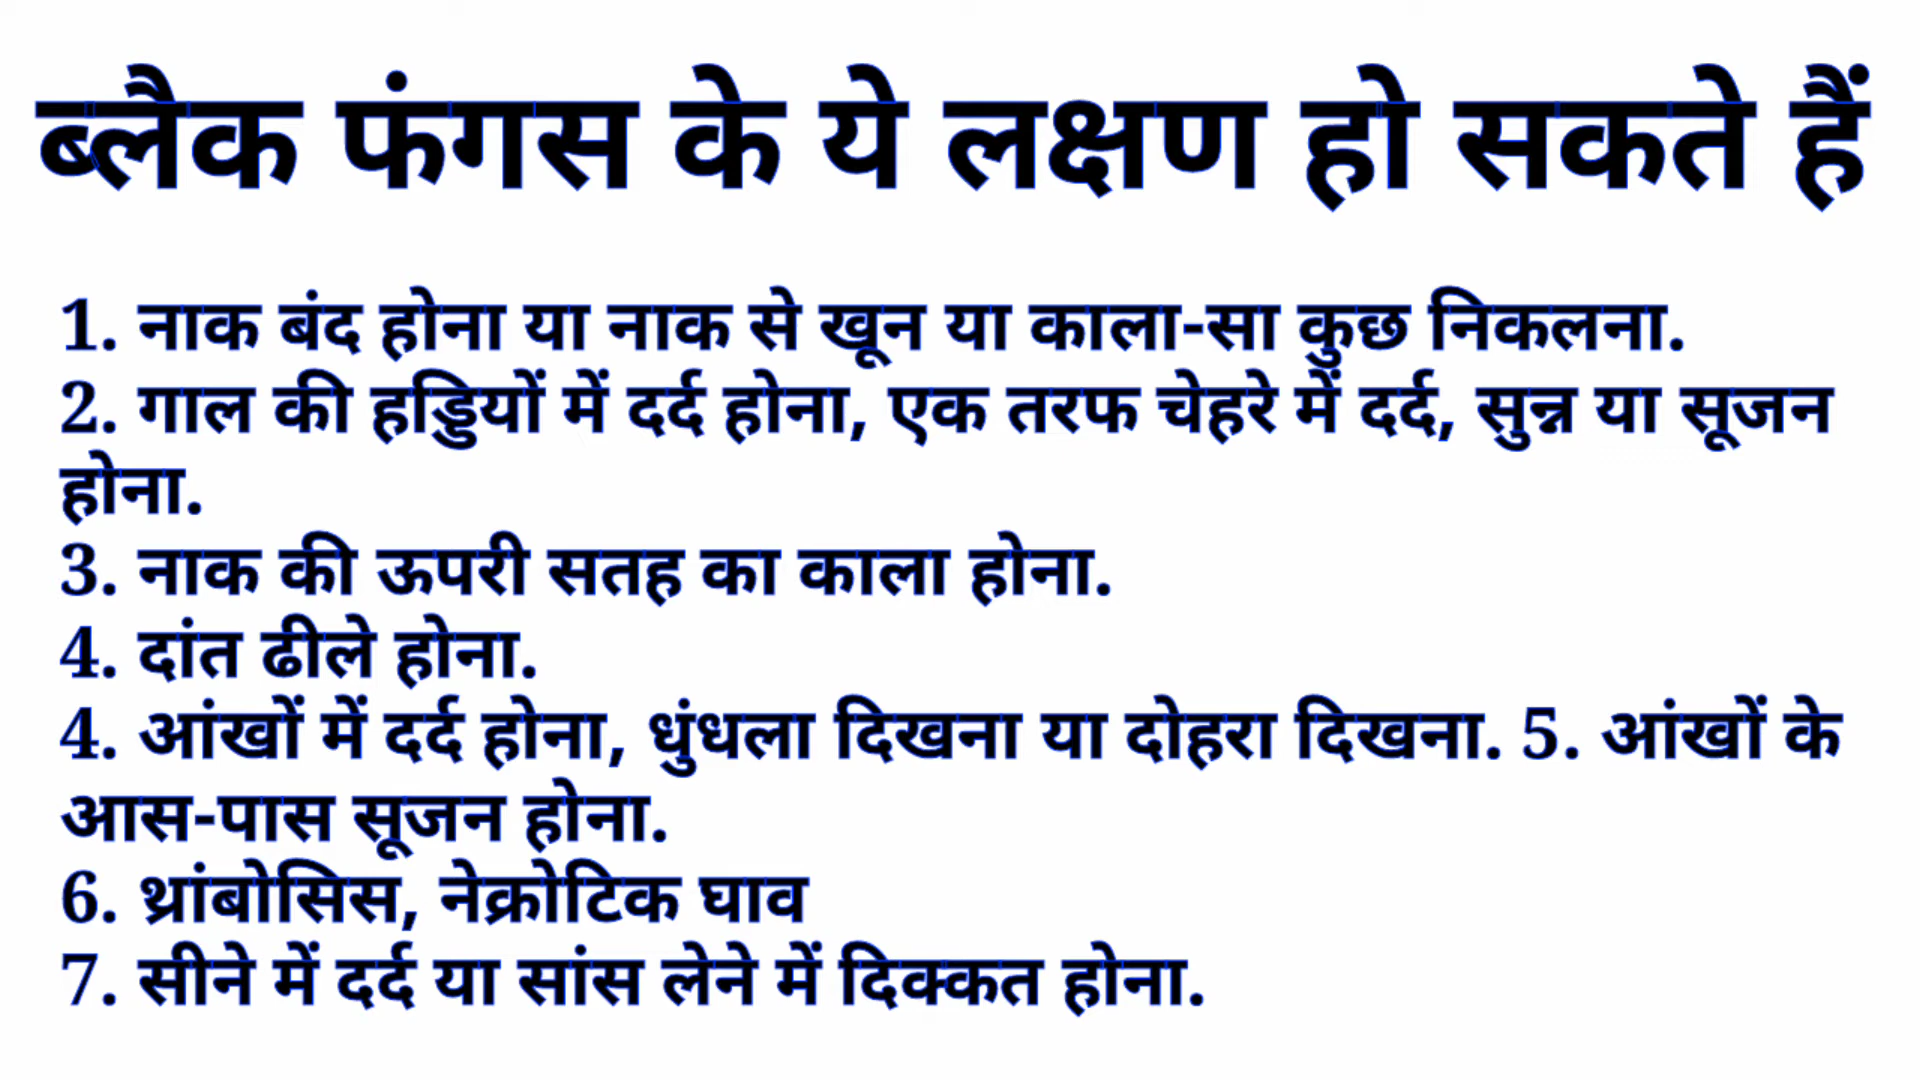 ब्लैक फंगस के ये लक्षण हो सकते हैं
1. नाक बंद होना या नाक से खून या काला-सा कुछ निकलना.
2. गाल की हड्डियों में दर्द होना, एक तरफ चेहरे में दर्द, सुन्न या सूजन
होना.
3. नाक की ऊपरी सतह का काला होना.
4. दांत ढीले होना.
4. आंखों में दर्द होना, धुंधला दिखना या दोहरा दिखना. 5. आंखों के
आस-पास सूजन होना.
6. थ्रांबोसिस, नेक्रोटिक घाव
7. सीने में दर्द या सांस लेने में दिक्कत होना.